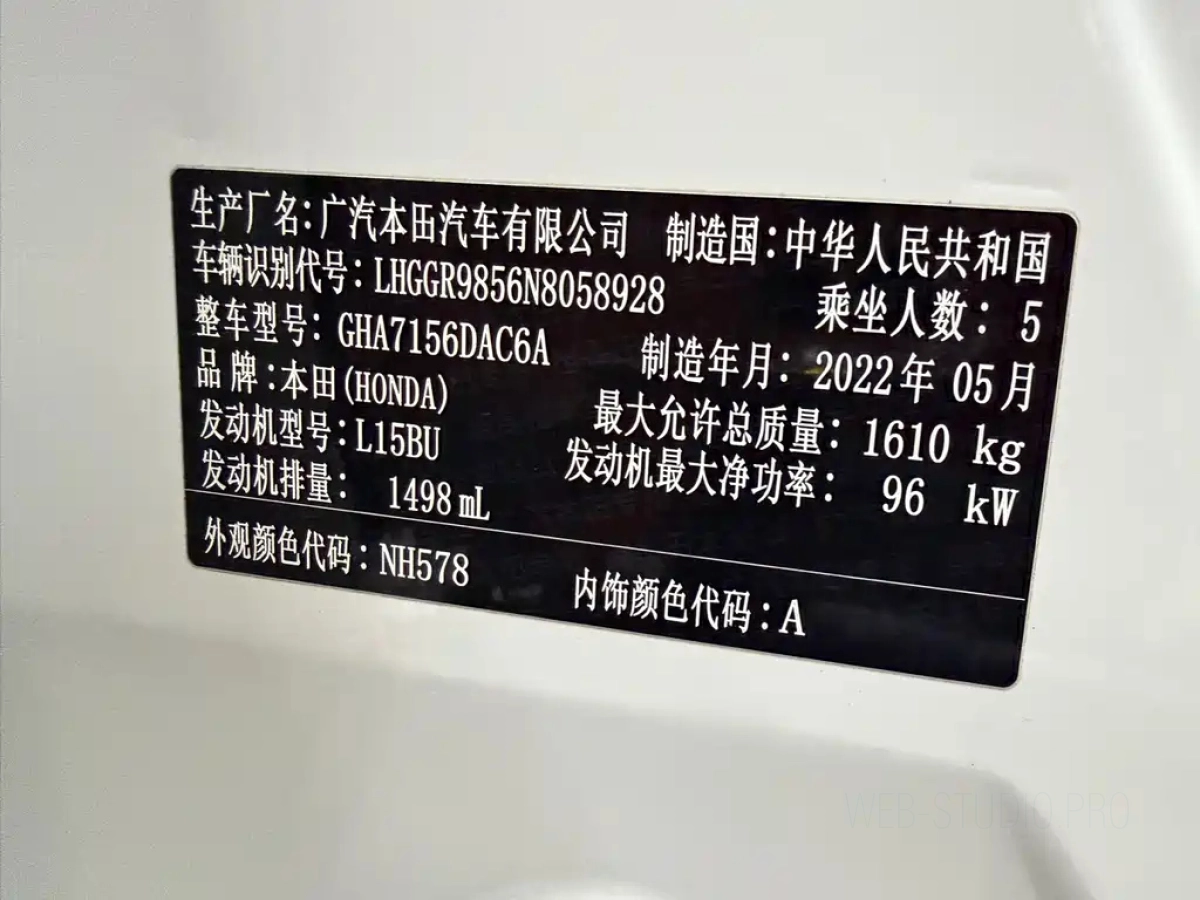 生产厂名：广汽本田汽车有限公司 制造国：中华人民共和国
车辆识别代号：LHGGR9856N8058928 乘坐人数： 5
整车型号：GHA7156DAC6A 制造年月：2022年 05月
品 牌：本田(HONDA) 最大允许总质量：1610 kg
发动机型号：L15BU 发动机最大净功率： 96 kW
发动机排量： 1498 mL
外观颜色代码：NH578 内饰颜色代码：A
WEB-STUDIO PRO